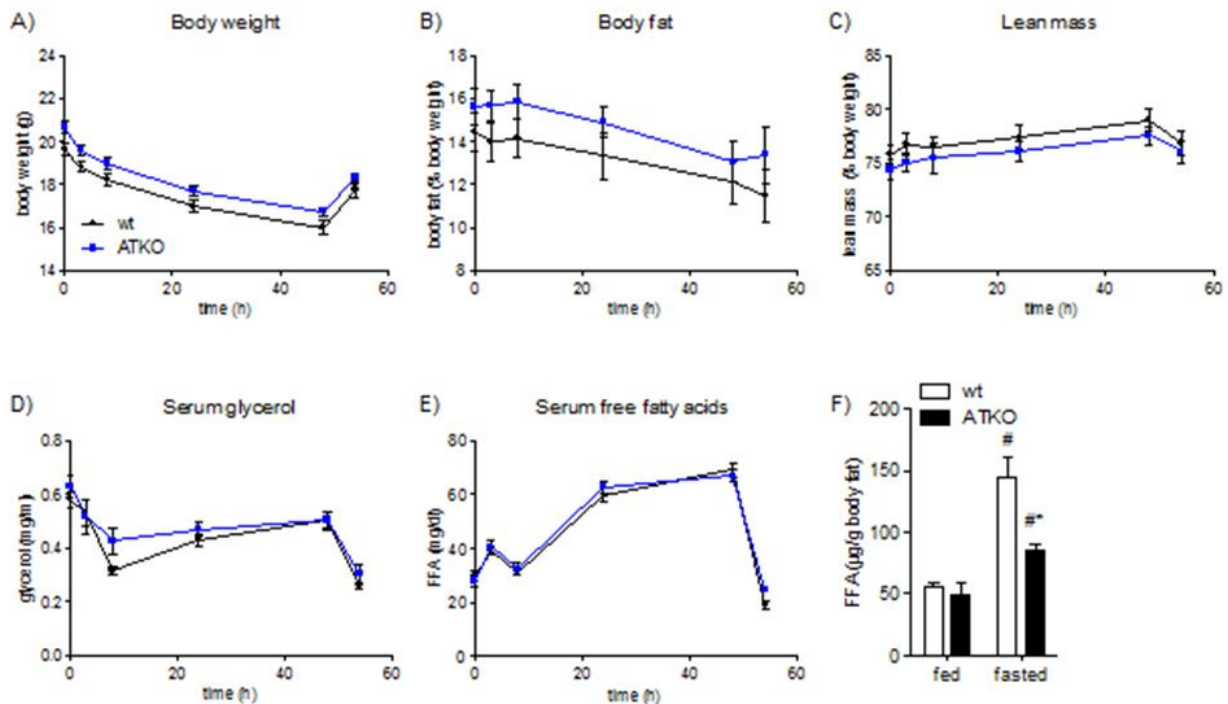 A) Body weight
body weight (g)
24
22
20
18
16
14
0 20 40 60
time (h)
wt
ATKO
B) Body fat
body fat (% body weight)
18
16
14
12
10
8
0 20 40 60
time (h)
C) Lean mass
lean mass (% body weight)
85
80
75
70
65
0 20 40 60
time (h)
D) Serum glycerol
glycerol (mg/ml)
0.8
0.6
0.4
0.2
0.0
0 20 40 60
time (h)
E) Serum free fatty acids
FFA (mg/dl)
80
60
40
20
0
0 20 40 60
time (h)
F)
wt
ATKO
FFA (µg/g body fat)
200
150
100
50
0
#
#*
fed fasted